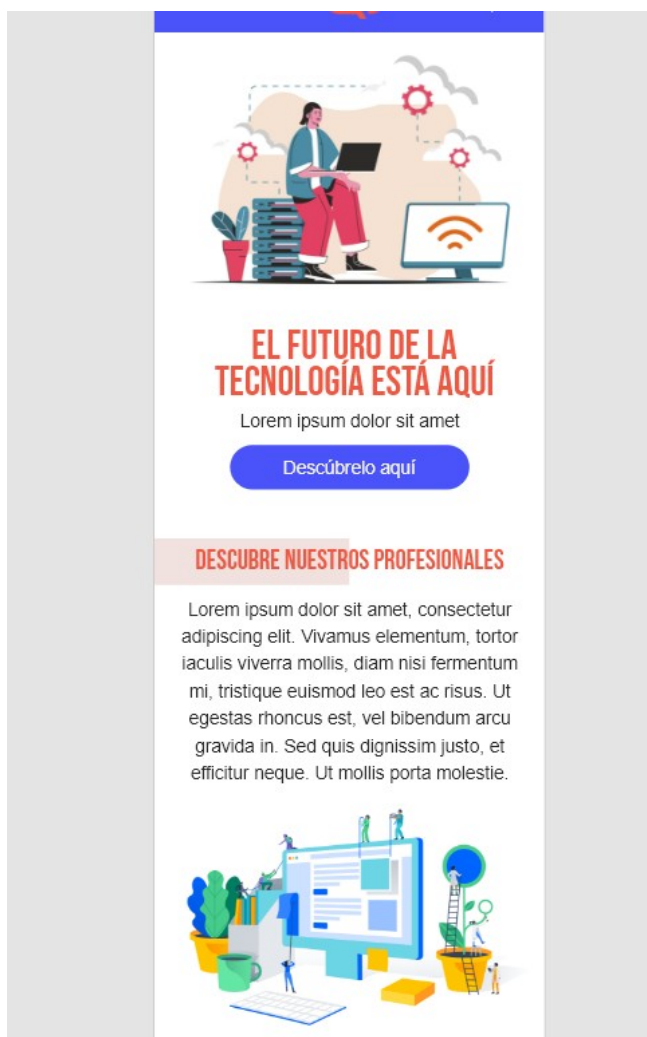 EL FUTURO DE LA
TECNOLOGÍA ESTÁ AQUÍ
Lorem ipsum dolor sit amet
Descúbrelo aquí
DESCUBRE NUESTROS PROFESIONALES
Lorem ipsum dolor sit amet, consectetur
adipiscing elit. Vivamus elementum, tortor
iaculis viverra mollis, diam nisi fermentum
mi, tristique euismod leo est ac risus. Ut
egestas rhoncus est, vel bibendum arcu
gravida in. Sed quis dignissim justo, et
efficitur neque. Ut mollis porta molestie.